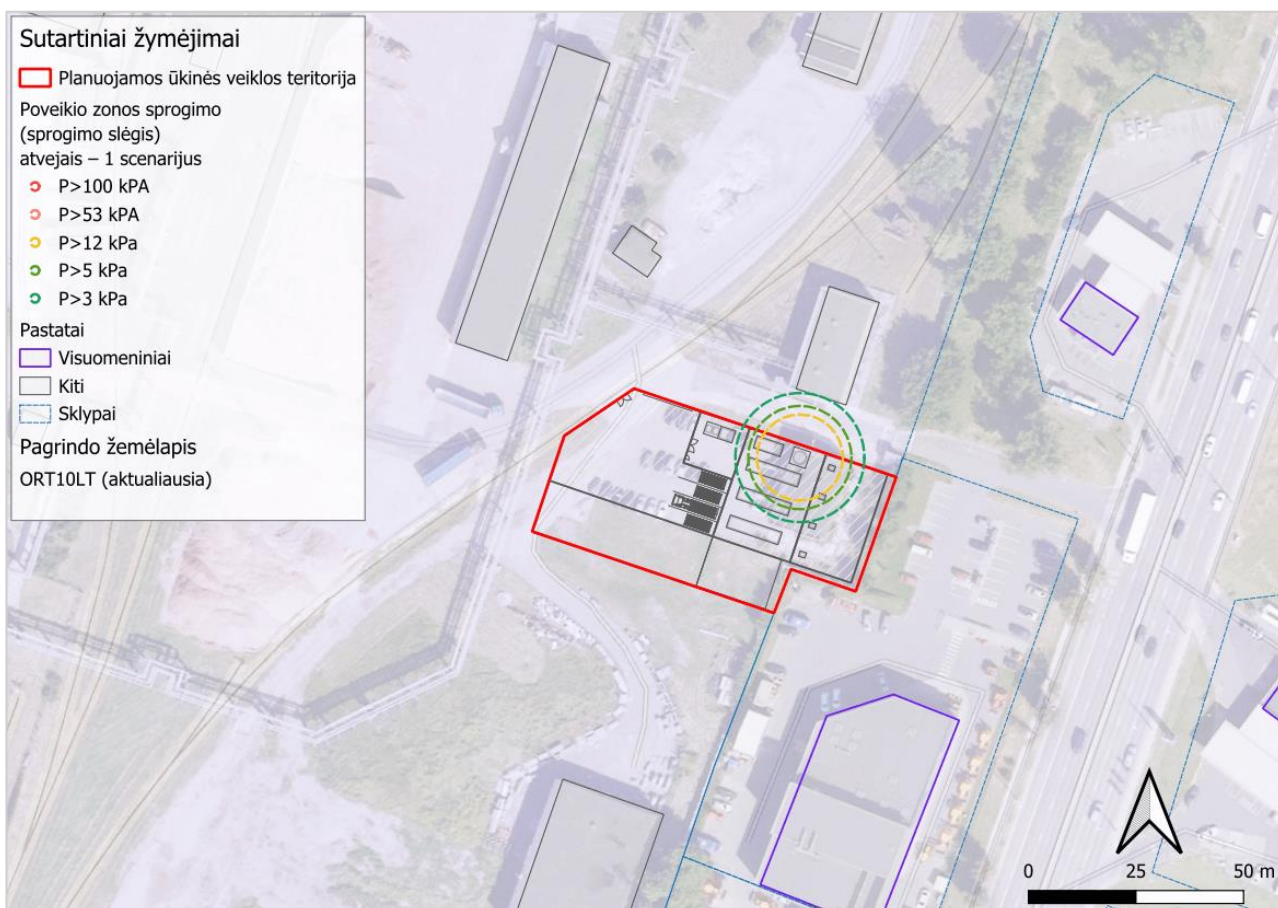 Sutartiniai žymėjimai
Planuojamos ūkinės veiklos teritorija
Poveikio zonos sprogimo
(sprogimo slėgis)
atvejais – 1 scenarijus
P>100 kPA
P>53 kPA
P>12 kPa
P>5 kPa
P>3 kPa
Pastatai
Visuomeniniai
Kiti
Sklypai
Pagrindo žemėlapis
ORT10LT (aktualiausia)
0 25 50 m